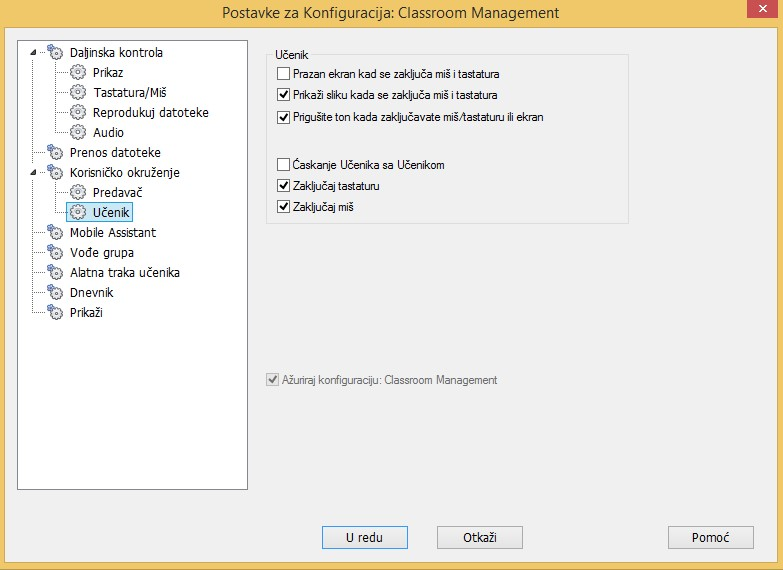 Postavke za Konfiguracija: Classroom Management
Daljinska kontrola
Prikaz
Tastatura/Miš
Reprodukuj datoteke
Audio
Prenos datoteke
Korisničko okruženje
Predavač
Učenik
Mobile Assistant
Vođe grupa
Alatna traka učenika
Dnevnik
Prikaži
Učenik
Prazan ekran kad se zaključa miš i tastatura
Prikaži sliku kada se zaključa miš i tastatura
Prigušite ton kada zaključavate miš/tastaturu ili ekran
Ćaskanje Učenika sa Učenikom
Zaključaj tastaturu
Zaključaj miš
Ažuriraj konfiguraciju: Classroom Management
U redu
Otkaži
Pomoć